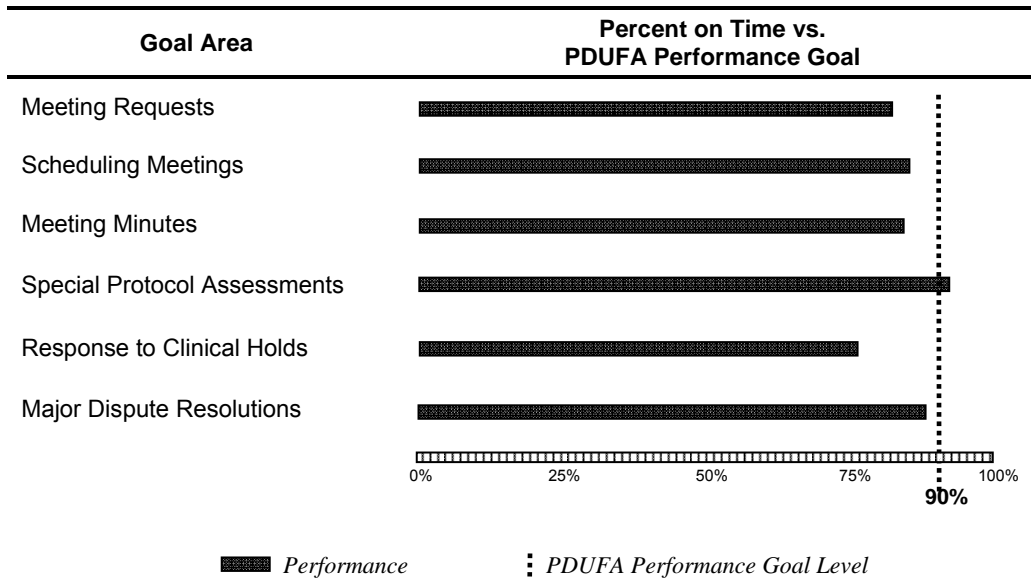 Goal Area
Percent on Time vs.
PDUFA Performance Goal
Meeting Requests
Scheduling Meetings
Meeting Minutes
Special Protocol Assessments
Response to Clinical Holds
Major Dispute Resolutions
0% 25% 50% 75% 100%
90%
Performance PDUFA Performance Goal Level